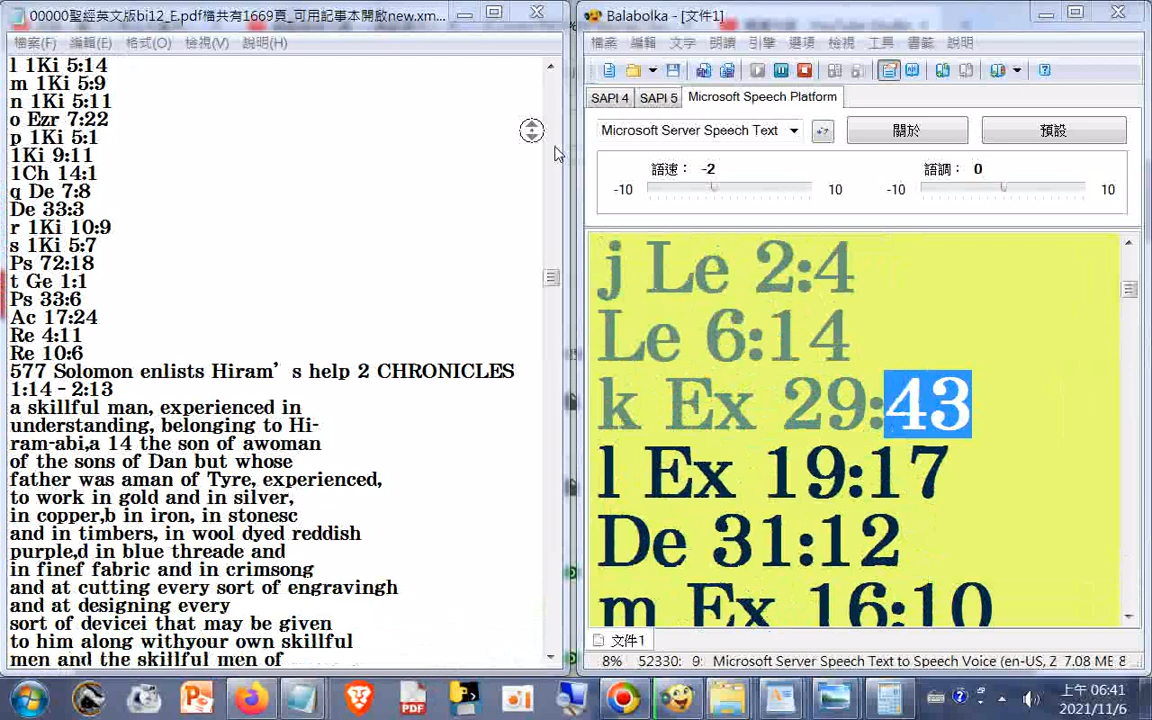 00000聖經英文版bi12_E.pdf檔共有1669頁_可用記事本開啟new.xm...
檔案(F) 編輯(E) 格式(O) 檢視(V) 說明(H)
l 1Ki 5:14
m 1Ki 5:9
n 1Ki 5:11
o Ezr 7:22
p 1Ki 5:1
1Ki 9:11
1Ch 14:1
q De 7:8
De 33:3
r 1Ki 10:9
s 1Ki 5:7
Ps 72:18
t Ge 1:1
Ps 33:6
Ac 17:24
Re 4:11
Re 10:6
577 Solomon enlists Hiram’s help 2 CHRONICLES
1:14-2:13
a skillful man, experienced in
understanding, belonging to Hi-
ram-abi,a 14 the son of awoman
of the sons of Dan but whose
father was aman of Tyre, experienced,
to work in gold and in silver,
in copper,b in iron, in stonesc
and in timbers, in wool dyed reddish
purple,d in blue threade and
in finef fabric and in crimsong
and at cutting every sort of engravingh
and at designing every
sort of devicei that may be given
to him along withyour own skillful
men and the skillful men of
Balabolka - [文件1]
檔案 編輯 文字 朗讀 引擎 選項 檢視 工具 書籤 說明
SAPI 4 SAPI 5 Microsoft Speech Platform
Microsoft Server Speech Text 關於 預設
語速： -2 語調： 0
-10 10 -10 10
j Le 2:4
Le 6:14
k Ex 29:43
l Ex 19:17
De 31:12
m Ex 16:10
文件1
8% 52330: 9: Microsoft Server Speech Text to Speech Voice (en-US, Z 7.08 MB 8
上午 06:41
2021/11/6